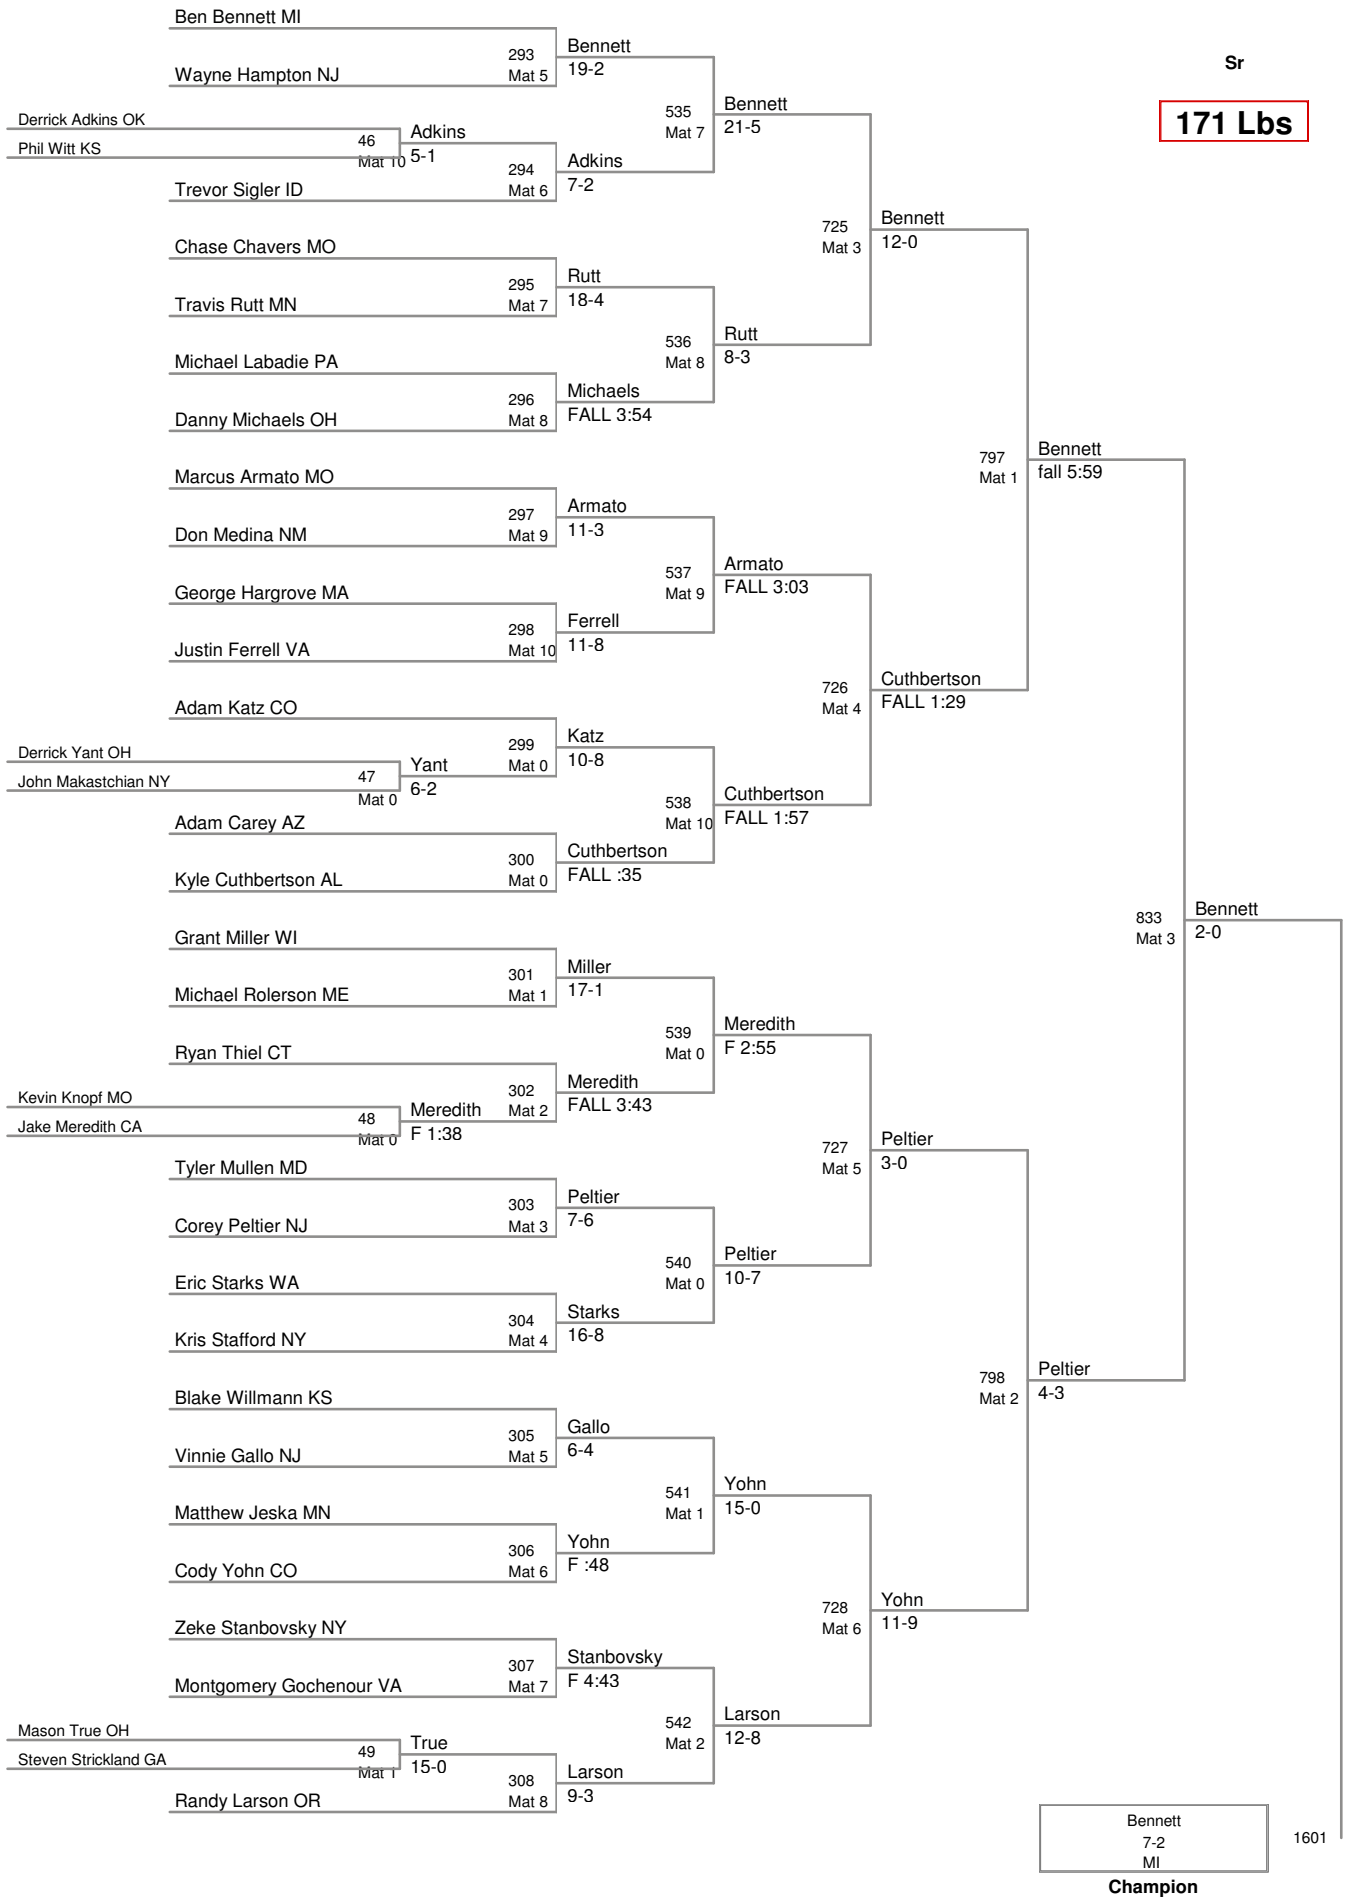 Ben Bennett MI
293
Mat 5
Bennett
19-2
Wayne Hampton NJ
Sr
171 Lbs
Derrick Adkins OK
46
Mat 10
Adkins
5-1
Phil Witt KS
535
Mat 7
Bennett
21-5
294
Mat 6
Adkins
7-2
Trevor Sigler ID
725
Mat 3
Bennett
12-0
Chase Chavers MO
295
Mat 7
Rutt
18-4
Travis Rutt MN
536
Mat 8
Rutt
8-3
Michael Labadie PA
296
Mat 8
Michaels
FALL 3:54
Danny Michaels OH
797
Mat 1
Bennett
fall 5:59
Marcus Armato MO
297
Mat 9
Armato
11-3
Don Medina NM
537
Mat 9
Armato
FALL 3:03
George Hargrove MA
298
Mat 10
Ferrell
11-8
Justin Ferrell VA
726
Mat 4
Cuthbertson
FALL 1:29
Adam Katz CO
299
Mat 0
Katz
10-8
Derrick Yant OH
47
Mat 0
Yant
6-2
John Makastchian NY
538
Mat 10
Cuthbertson
FALL 1:57
Adam Carey AZ
300
Mat 0
Cuthbertson
FALL :35
Kyle Cuthbertson AL
833
Mat 3
Bennett
2-0
Grant Miller WI
301
Mat 1
Miller
17-1
Michael Rolerson ME
539
Mat 0
Meredith
F 2:55
Ryan Thiel CT
302
Mat 2
Meredith
FALL 3:43
Kevin Knopf MO
48
Mat 0
Meredith
F 1:38
Jake Meredith CA
727
Mat 5
Peltier
3-0
Tyler Mullen MD
303
Mat 3
Peltier
7-6
Corey Peltier NJ
540
Mat 0
Peltier
10-7
Eric Starks WA
304
Mat 4
Starks
16-8
Kris Stafford NY
798
Mat 2
Peltier
4-3
Blake Willmann KS
305
Mat 5
Gallo
6-4
Vinnie Gallo NJ
541
Mat 1
Yohn
15-0
Matthew Jeska MN
306
Mat 6
Yohn
F :48
Cody Yohn CO
728
Mat 6
Yohn
11-9
Zeke Stanbovsky NY
307
Mat 7
Stanbovsky
F 4:43
Montgomery Gochenour VA
542
Mat 2
Larson
12-8
Mason True OH
49
Mat 1
True
15-0
Steven Strickland GA
308
Mat 8
Larson
9-3
Randy Larson OR
Bennett
7-2
MI
1601
Champion